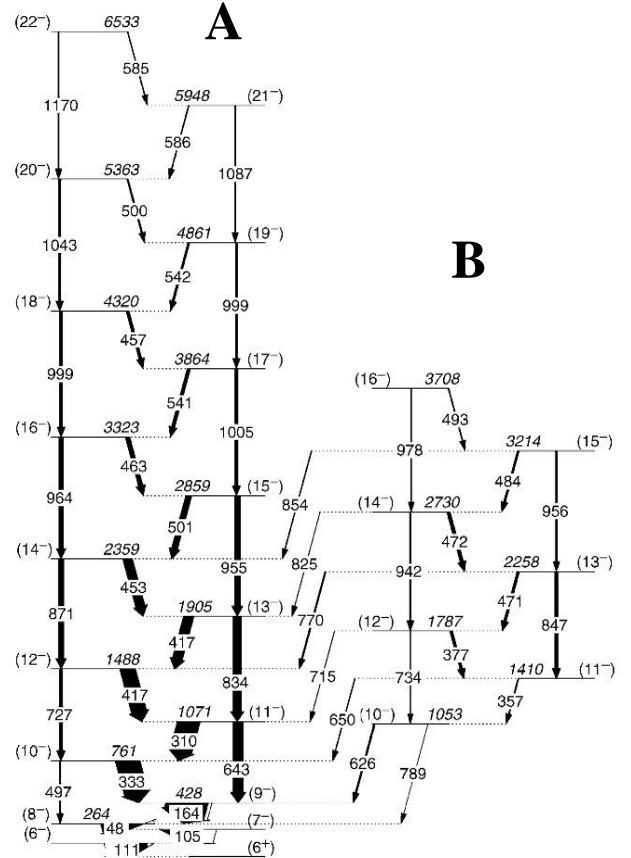 (22⁻) 6533 A
585
5948 (21⁻)
1170
586
(20⁻) 5363 1087
500
4861 (19⁻)
1043
542
B
(18⁻) 4320 999
457
3864 (17⁻)
999
541
(16⁻) 3708
493
(16⁻) 3323 1005
463
978 3214 (15⁻)
2859 (15⁻)
484
964 501 854 956
(14⁻) 2730
472
(14⁻) 2359 955 825 942 2258 (13⁻)
453
471
871 1905 (13⁻)
417 770 (12⁻) 1787 847
377
(12⁻) 1488 834 715 734 1410 (11⁻)
417
357
727 1071 (11⁻) 650 (10⁻) 1053
310
(10⁻) 761 643 626 789
333
497 428 (9⁻)
(8⁻) 264 164 (7⁻)
(6⁻) 48 105
111 (6⁺)